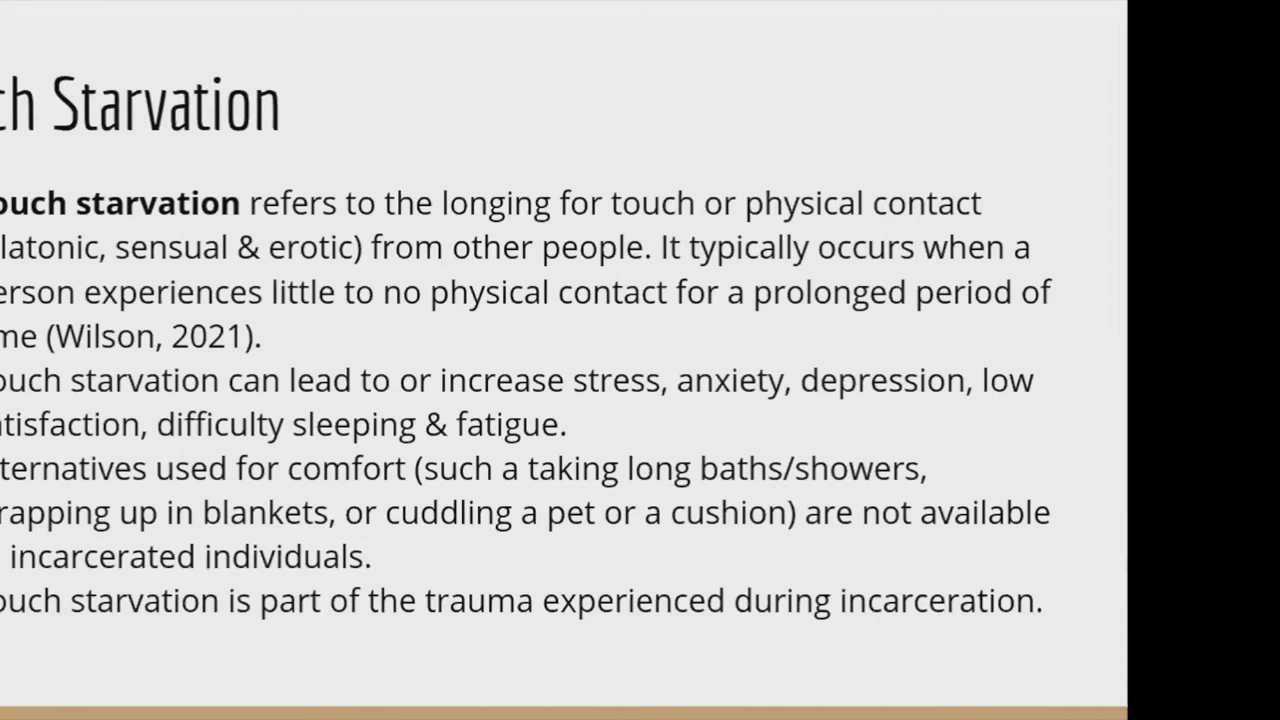 ch Starvation
ouch starvation refers to the longing for touch or physical contact
latonic, sensual & erotic) from other people. It typically occurs when a
erson experiences little to no physical contact for a prolonged period of
me (Wilson, 2021).
ouch starvation can lead to or increase stress, anxiety, depression, low
tisfaction, difficulty sleeping & fatigue.
ternatives used for comfort (such a taking long baths/showers,
rapping up in blankets, or cuddling a pet or a cushion) are not available
incarcerated individuals.
ouch starvation is part of the trauma experienced during incarceration.